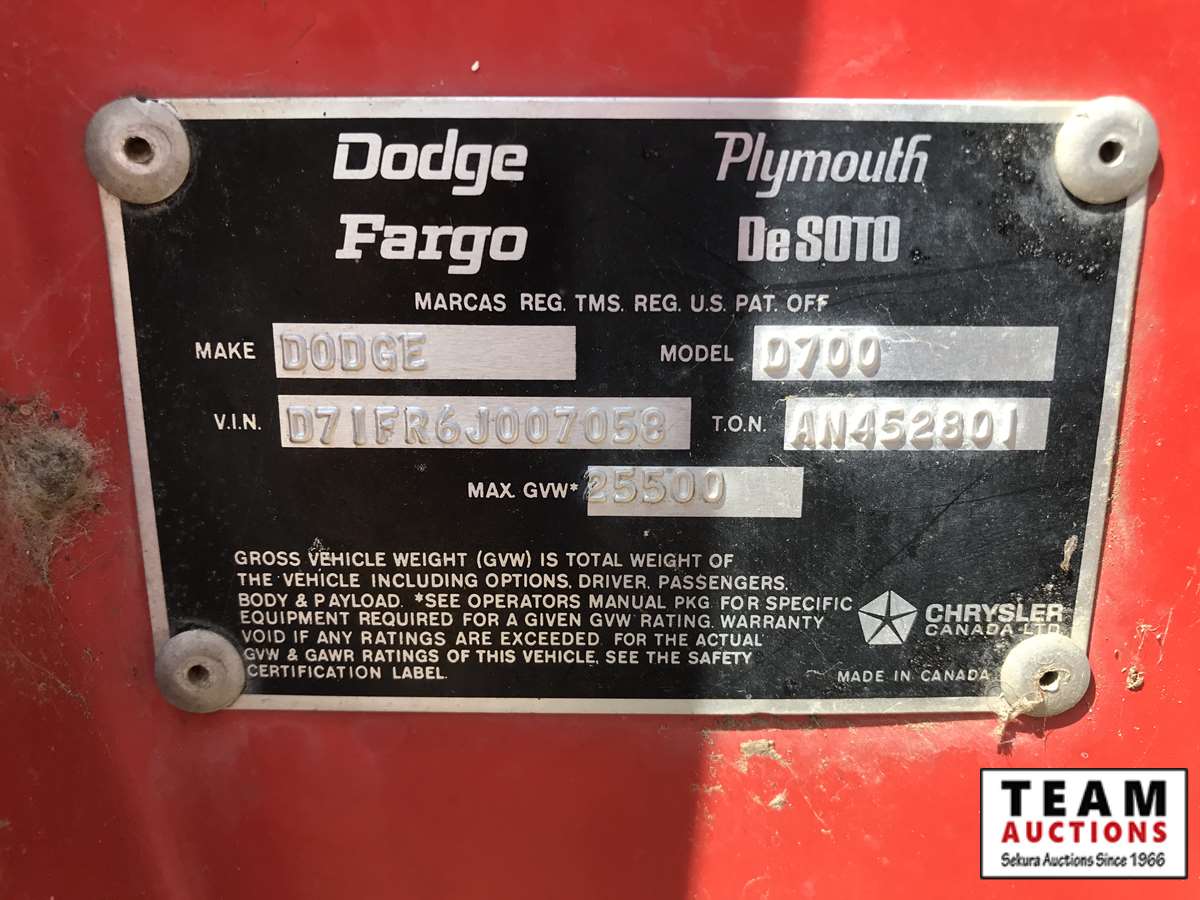 Dodge Plymouth
Fargo De SOTO
MARCAS REG. TMS. REG. U.S. PAT. OFF
MAKE DODGE MODEL D700
V.I.N. D71FR6J007058 T.O.N. AN452801
MAX. GVW* 25500
GROSS VEHICLE WEIGHT (GVW) IS TOTAL WEIGHT OF
THE VEHICLE INCLUDING OPTIONS, DRIVER, PASSENGERS,
BODY & PAYLOAD. *SEE OPERATORS MANUAL PKG. FOR SPECIFIC
EQUIPMENT REQUIRED FOR A GIVEN GVW RATING. WARRANTY
VOID IF ANY RATINGS ARE EXCEEDED. FOR THE ACTUAL
GVW & GAWR RATINGS OF THIS VEHICLE, SEE THE SAFETY
CERTIFICATION LABEL.
CHRYSLER
CANADA LTD.
MADE IN CANADA
TEAM
AUCTIONS
Sekura Auctions Since 1966